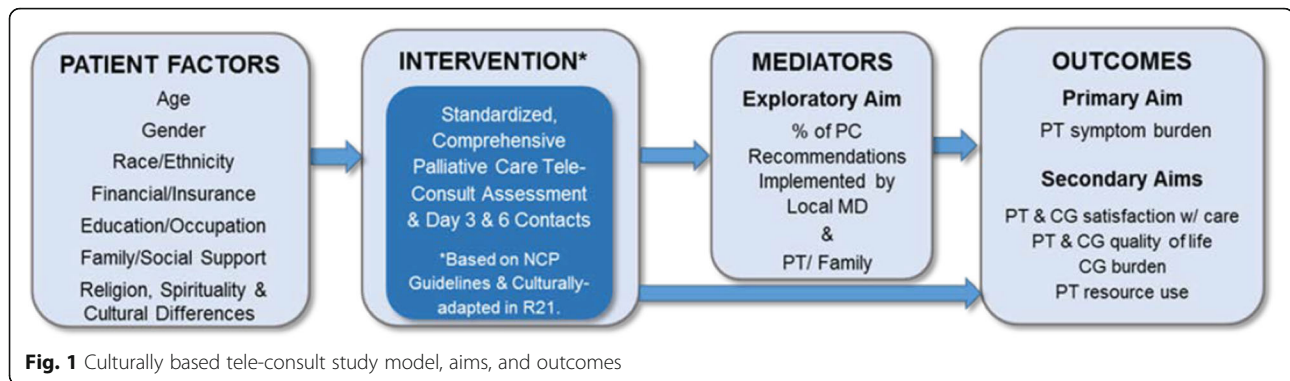 PATIENT FACTORS
Age
Gender
Race/Ethnicity
Financial/Insurance
Education/Occupation
Family/Social Support
Religion, Spirituality &
Cultural Differences
INTERVENTION*
Standardized,
Comprehensive
Palliative Care Tele-
Consult Assessment
& Day 3 & 6 Contacts
*Based on NCP
Guidelines & Culturally-
adapted in R21.
MEDIATORS
Exploratory Aim
% of PC
Recommendations
Implemented by
Local MD
&
PT/ Family
OUTCOMES
Primary Aim
PT symptom burden
Secondary Aims
PT & CG satisfaction w/ care
PT & CG quality of life
CG burden
PT resource use
Fig. 1 Culturally based tele-consult study model, aims, and outcomes